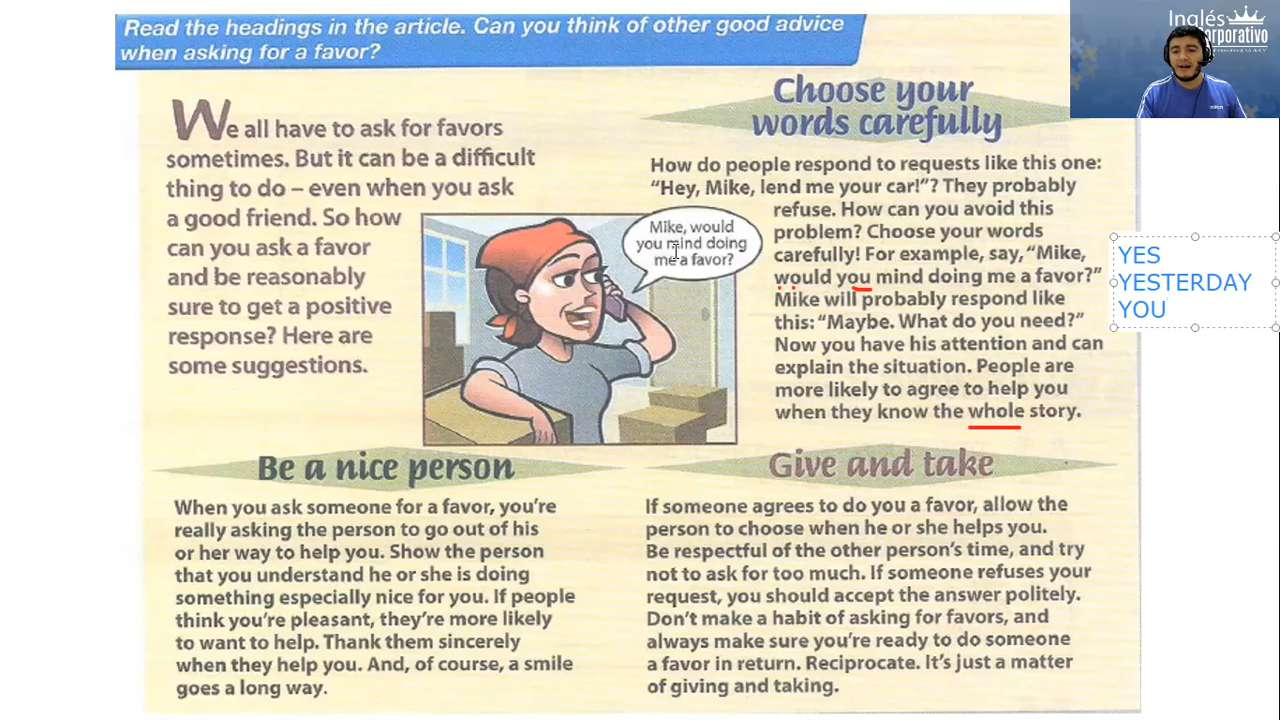 Read the headings in the article. Can you think of other good advice
when asking for a favor?
We all have to ask for favors
sometimes. But it can be a difficult
thing to do – even when you ask
a good friend. So how
can you ask a favor
and be reasonably
sure to get a positive
response? Here are
some suggestions.
Mike, would
you mind doing
me a favor?
Choose your
words carefully
How do people respond to requests like this one:
“Hey, Mike, lend me your car!”? They probably
refuse. How can you avoid this
problem? Choose your words
carefully! For example, say, “Mike,
would you mind doing me a favor?”
Mike will probably respond like
this: “Maybe. What do you need?”
Now you have his attention and can
explain the situation. People are
more likely to agree to help you
when they know the whole story.
Be a nice person
When you ask someone for a favor, you’re
really asking the person to go out of his
or her way to help you. Show the person
that you understand he or she is doing
something especially nice for you. If people
think you’re pleasant, they’re more likely
to want to help. Thank them sincerely
when they help you. And, of course, a smile
goes a long way.
Give and take
If someone agrees to do you a favor, allow the
person to choose when he or she helps you.
Be respectful of the other person’s time, and try
not to ask for too much. If someone refuses your
request, you should accept the answer politely.
Don’t make a habit of asking for favors, and
always make sure you’re ready to do someone
a favor in return. Reciprocate. It’s just a matter
of giving and taking.
YES
YESTERDAY
YOU
Inglés
orporativo